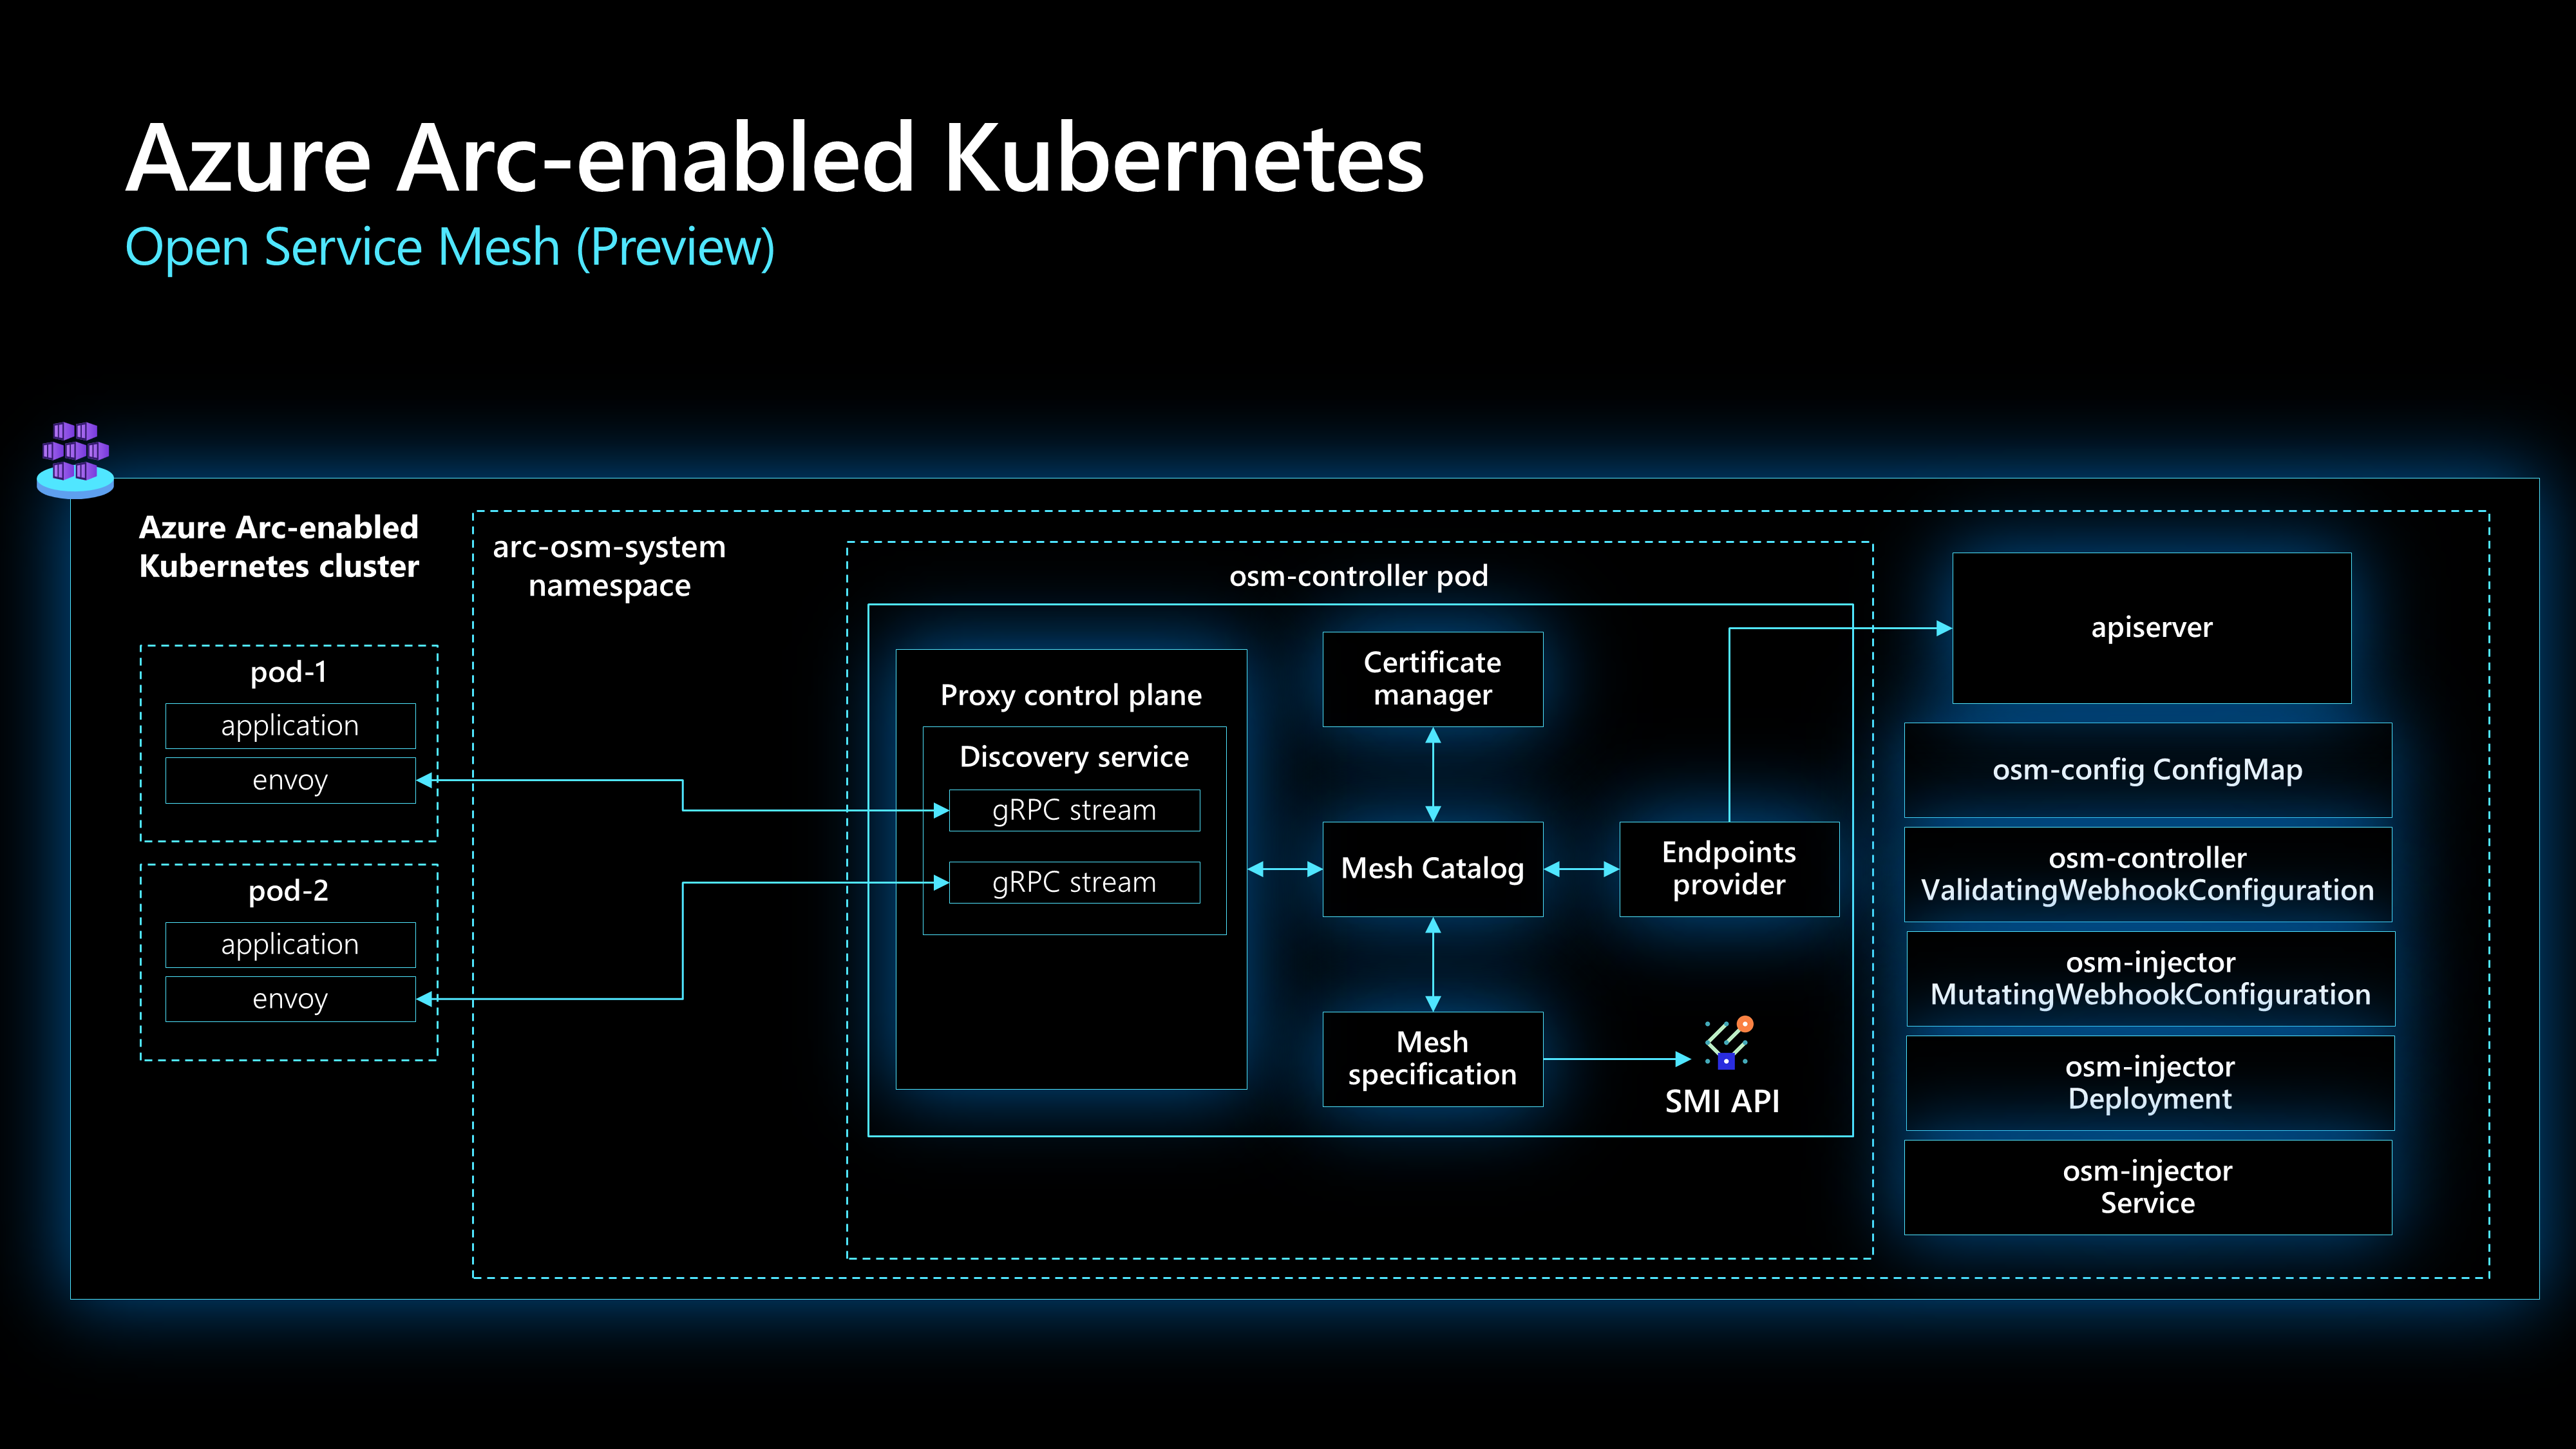 Azure Arc-enabled Kubernetes
Open Service Mesh (Preview)
Azure Arc-enabled
Kubernetes cluster
pod-1
application
envoy
pod-2
application
envoy
arc-osm-system
namespace
osm-controller pod
Proxy control plane
Discovery service
gRPC stream
gRPC stream
Certificate
manager
Mesh Catalog
Endpoints
provider
Mesh
specification
SMI API
apiserver
osm-config ConfigMap
osm-controller
ValidatingWebhookConfiguration
osm-injector
MutatingWebhookConfiguration
osm-injector
Deployment
osm-injector
Service